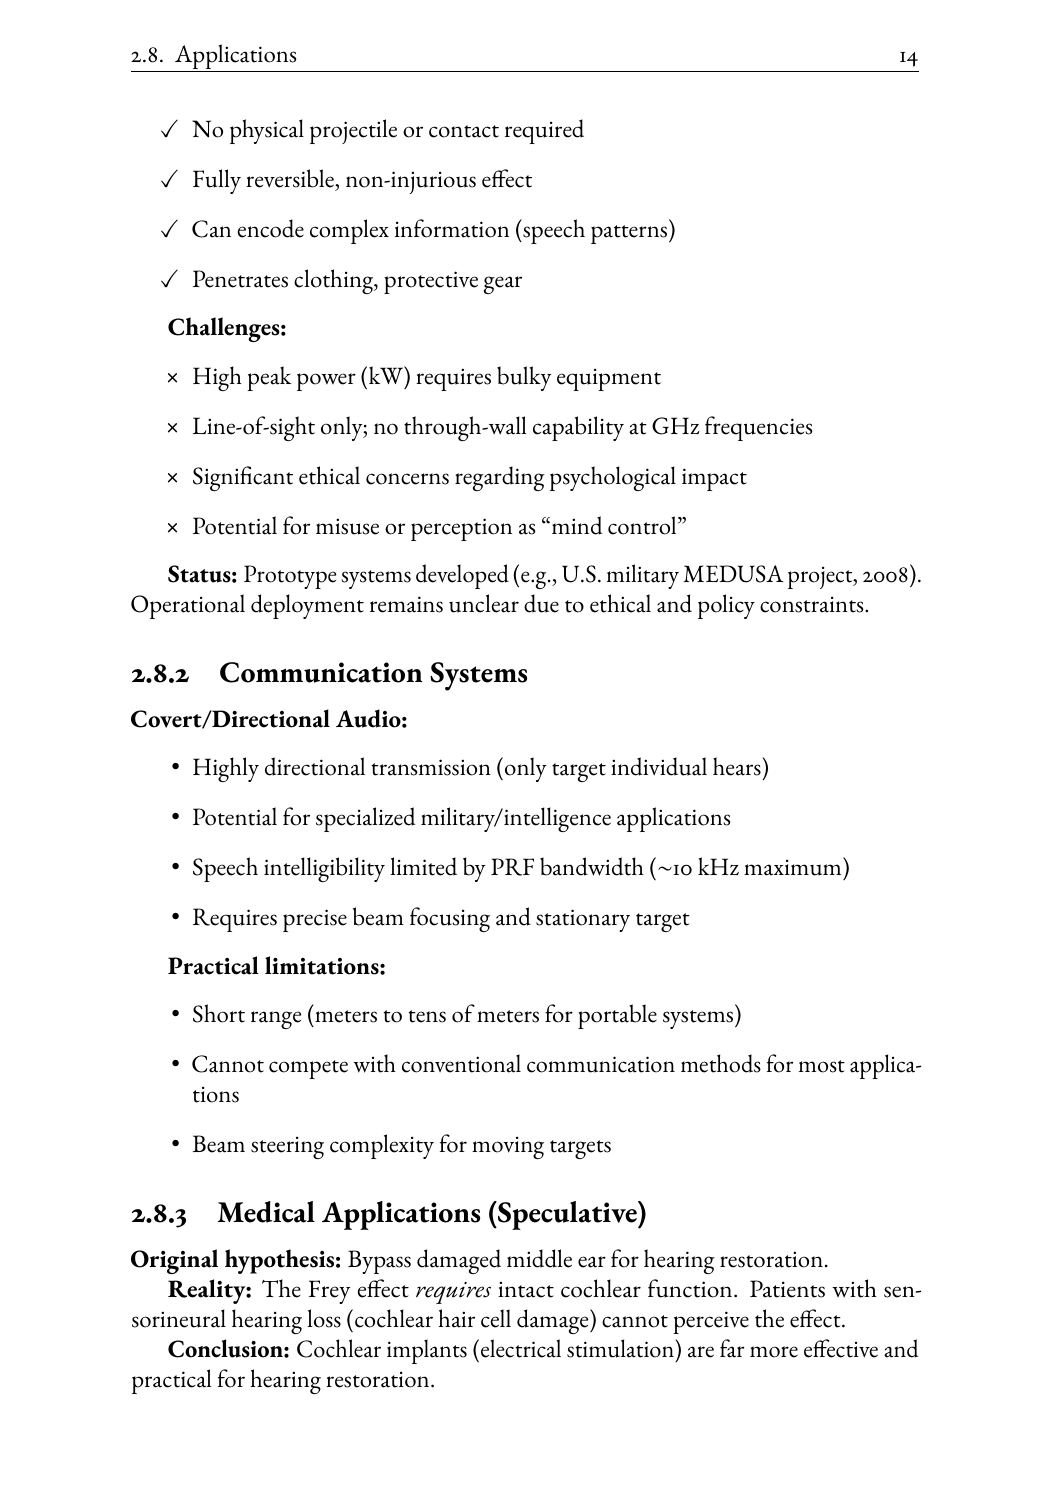 2.8. Applications 14
✓ No physical projectile or contact required
✓ Fully reversible, non-injurious effect
✓ Can encode complex information (speech patterns)
✓ Penetrates clothing, protective gear
Challenges:
× High peak power (kW) requires bulky equipment
× Line-of-sight only; no through-wall capability at GHz frequencies
× Significant ethical concerns regarding psychological impact
× Potential for misuse or perception as “mind control”
Status: Prototype systems developed (e.g., U.S. military MEDUSA project, 2008).
Operational deployment remains unclear due to ethical and policy constraints.
2.8.2 Communication Systems
Covert/Directional Audio:
• Highly directional transmission (only target individual hears)
• Potential for specialized military/intelligence applications
• Speech intelligibility limited by PRF bandwidth (~10 kHz maximum)
• Requires precise beam focusing and stationary target
Practical limitations:
• Short range (meters to tens of meters for portable systems)
• Cannot compete with conventional communication methods for most applica-
tions
• Beam steering complexity for moving targets
2.8.3 Medical Applications (Speculative)
Original hypothesis: Bypass damaged middle ear for hearing restoration.
Reality: The Frey effect requires intact cochlear function. Patients with sen-
sorineural hearing loss (cochlear hair cell damage) cannot perceive the effect.
Conclusion: Cochlear implants (electrical stimulation) are far more effective and
practical for hearing restoration.